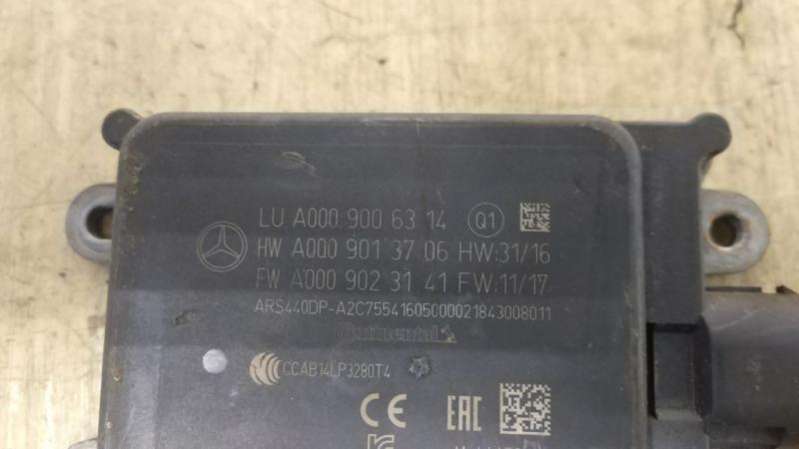 LU A000 900 63 14 Q1
HW A000 901 37 06 HW:31/16
FW A000 902 31 41 FW:11/17
ARS440DP-A2C75541605000021843008011
Continental
CCAB14LP3280T4
CE EAC